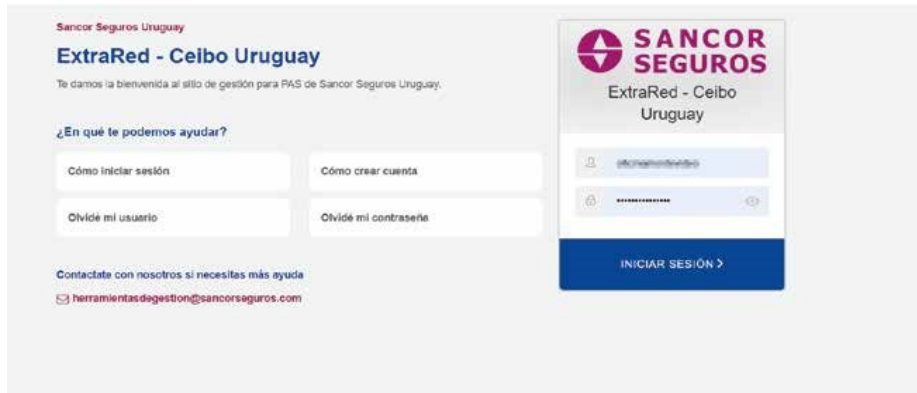 Sancor Seguros Uruguay
ExtraRed - Ceibo Uruguay
Te damos la bienvenida al sitio de gestión para PAS de Sancor Seguros Uruguay.
¿En qué te podemos ayudar?
Cómo iniciar sesión
Cómo crear cuenta
Olvidé mi usuario
Olvidé mi contraseña
Contactate con nosotros si necesitas más ayuda
herramientasdegestion@sancorseguros.com
SANCOR
SEGUROS
ExtraRed - Ceibo
Uruguay
INICIAR SESIÓN >